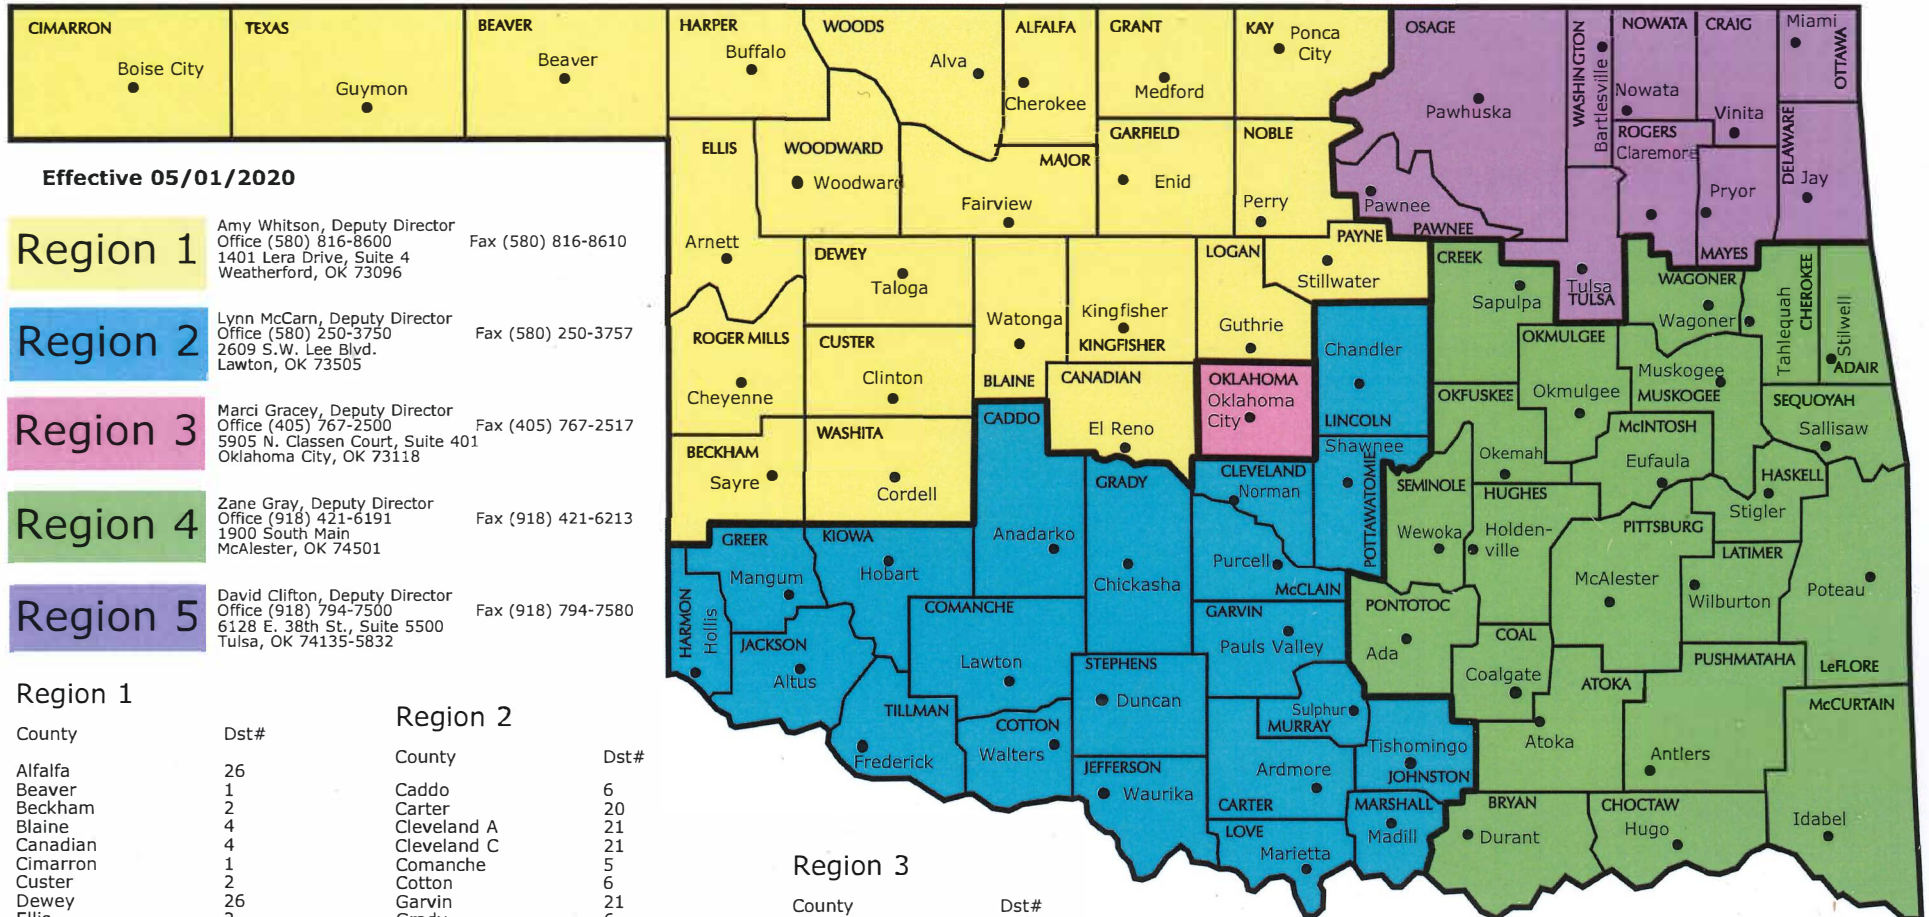 CIMARRON
Boise City
TEXAS
Guymon
BEAVER
Beaver
HARPER
Buffalo
WOODS
Alva
ALFALFA
Cherokee
GRANT
Medford
KAY Ponca
City
OSAGE
Pawhuska
WASHINGTON
Bartlesville
NOWATA
Nowata
CRAIG
Vinita
Miami
OTTAWA
ELLIS
Arnett
WOODWARD
Woodward
MAJOR
Fairview
GARFIELD
Enid
NOBLE
Perry
Pawnee
PAWNEE
ROGERS
Claremore
Pryor
MAYES
DELAWARE
Jay
Effective 05/01/2020
Region 1
Amy Whitson, Deputy Director
Office (580) 816-8600 Fax (580) 816-8610
1401 Lera Drive, Suite 4
Weatherford, OK 73096
Region 2
Lynn McCarn, Deputy Director
Office (580) 250-3750 Fax (580) 250-3757
2609 S.W. Lee Blvd.
Lawton, OK 73505
Region 3
Marci Gracey, Deputy Director
Office (405) 767-2500 Fax (405) 767-2517
5905 N. Classen Court, Suite 401
Oklahoma City, OK 73118
Region 4
Zane Gray, Deputy Director
Office (918) 421-6191 Fax (918) 421-6213
1900 South Main
McAlester, OK 74501
Region 5
David Clifton, Deputy Director
Office (918) 794-7500 Fax (918) 794-7580
6128 E. 38th St., Suite 5500
Tulsa, OK 74135-5832
DEWEY
Taloga
Watonga
BLAINE
Kingfisher
KINGFISHER
LOGAN
Guthrie
PAYNE
Stillwater
CREEK
Sapulpa
Tulsa
TULSA
WAGONER
Wagoner
Tahlequah
CHEROKEE
Stilwell
ADAIR
ROGER MILLS
Cheyenne
CUSTER
Clinton
CANADIAN
El Reno
OKLAHOMA
Oklahoma
City
Chandler
LINCOLN
OKMULGEE
Okmulgee
Muskogee
MUSKOGEE
SEQUOYAH
Sallisaw
BECKHAM
Sayre
WASHITA
Cordell
CADDO
Anadarko
GRADY
Chickasha
CLEVELAND
Norman
Shawnee
POTTAWATOMIE
OKFUSKEE
Okemah
McINTOSH
Eufaula
HASKELL
Stigler
SEMINOLE
Wewoka
HUGHES
Holden-
ville
PITTSBURG
McAlester
LATIMER
Wilburton
Poteau
LeFLORE
GREER
Mangum
KIOWA
Hobart
HARMON
Hollis
JACKSON
Altus
COMANCHE
Lawton
Purcell
McCLAIN
GARVIN
Pauls Valley
PONTOTOC
Ada
COAL
Coalgate
ATOKA
Atoka
PUSHMATAHA
Antlers
McCURTAIN
Idabel
TILLMAN
Frederick
COTTON
Walters
STEPHENS
Duncan
JEFFERSON
Waurika
Sulphur
MURRAY
Ardmore
CARTER
Tishomingo
JOHNSTON
MARSHALL
Madill
LOVE
Marietta
BRYAN
Durant
CHOCTAW
Hugo
Region 1
County Dst#
Alfalfa 26
Beaver 1
Beckham 2
Blaine 4
Canadian 4
Cimarron 1
Custer 2
Dewey 26
Region 2
County Dst#
Caddo 6
Carter 20
Cleveland A 21
Cleveland C 21
Comanche 5
Cotton 6
Garvin 21
Region 3
County Dst#